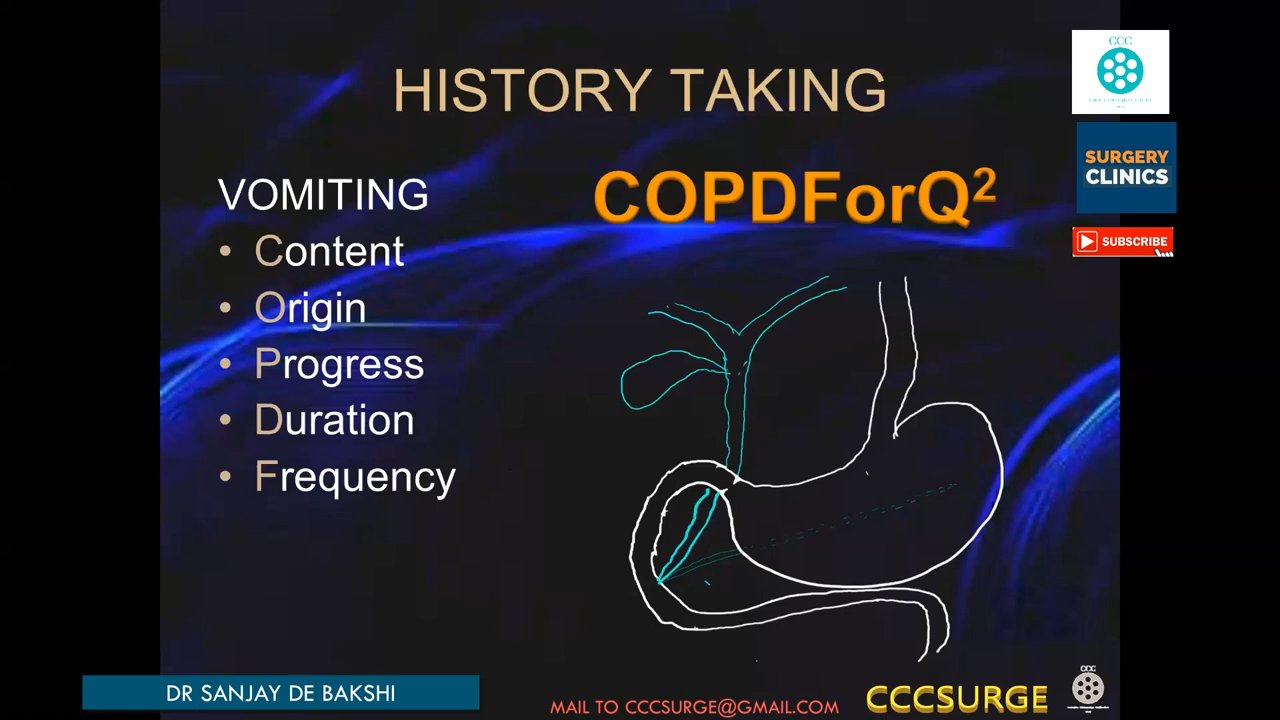 HISTORY TAKING
CCC
SURGERY
CLINICS
SUBSCRIBE
VOMITING
COPDForQ²
• Content
• Origin
• Progress
• Duration
• Frequency
DR SANJAY DE BAKSHI
MAIL TO CCCSURGE@GMAIL.COM
CCCSURGE
CCC